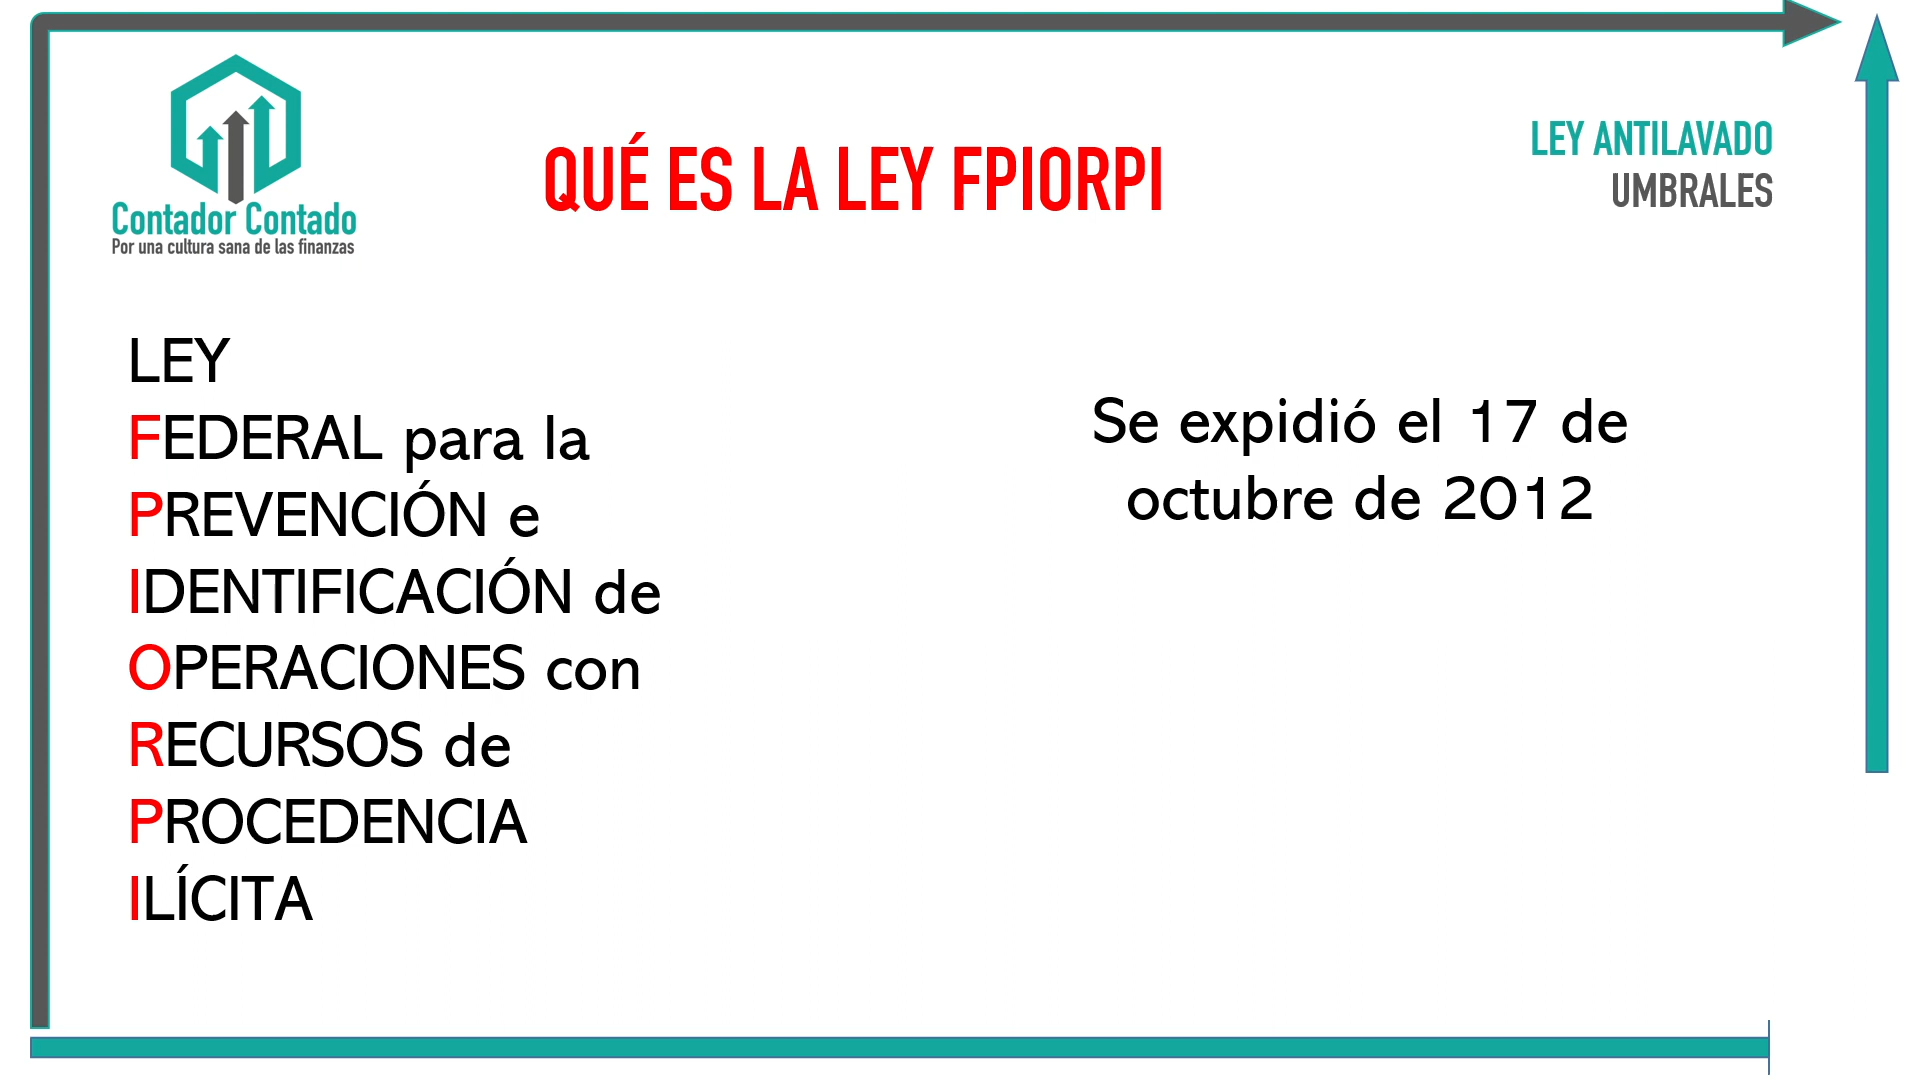 Contador Contado
Por una cultura sana de las finanzas
QUÉ ES LA LEY FPIORPI
LEY ANTILAVADO
UMBRALES
LEY
FEDERAL para la
PREVENCIÓN e
IDENTIFICACIÓN de
OPERACIONES con
RECURSOS de
PROCEDENCIA
ILÍCITA
Se expidió el 17 de
octubre de 2012